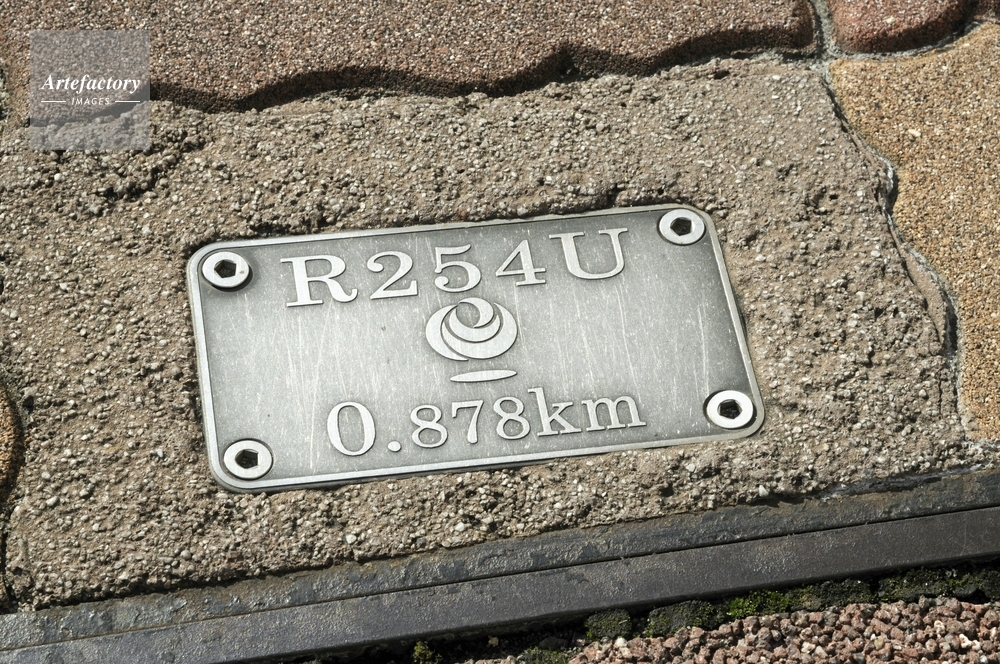 Artefactory
IMAGES
R254U
0.878km